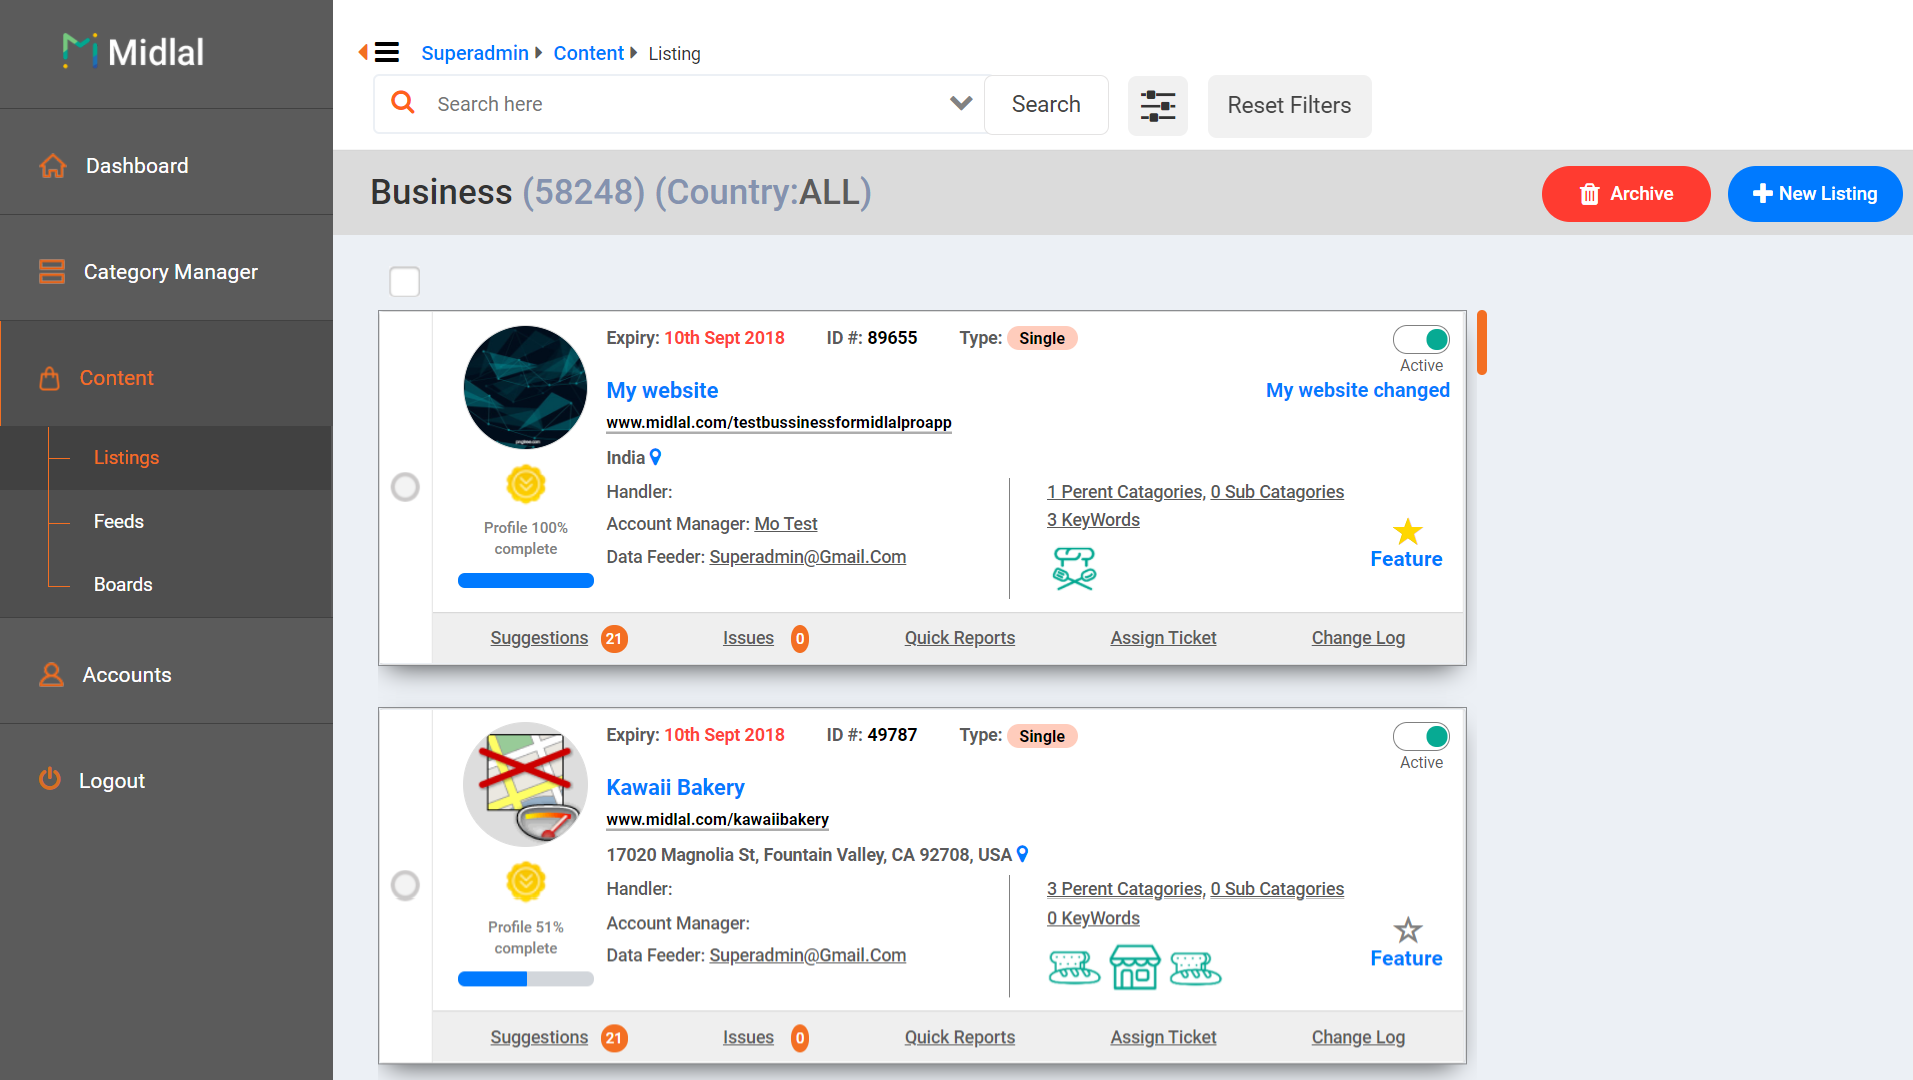 Midlal
Dashboard
Category Manager
Content
Listings
Feeds
Boards
Accounts
Logout
Superadmin Content Listing
Search here
Search
Reset Filters
Business (58248) (Country:ALL)
Archive
New Listing
Expiry: 10th Sept 2018 ID #: 89655 Type: Single
Active
My website
My website changed
www.midlal.com/testbussinessformidlalproapp
India
Handler:
Account Manager: Mo Test
Data Feeder: Superadmin@Gmail.Com
Profile 100%
complete
1 Perent Catagories, 0 Sub Catagories
3 KeyWords
Feature
Suggestions 21 Issues 0 Quick Reports Assign Ticket Change Log
Expiry: 10th Sept 2018 ID #: 49787 Type: Single
Active
Kawaii Bakery
www.midlal.com/kawaiibakery
17020 Magnolia St, Fountain Valley, CA 92708, USA
Handler:
Account Manager:
Data Feeder: Superadmin@Gmail.Com
Profile 51%
complete
3 Perent Catagories, 0 Sub Catagories
0 KeyWords
Feature
Suggestions 21 Issues 0 Quick Reports Assign Ticket Change Log